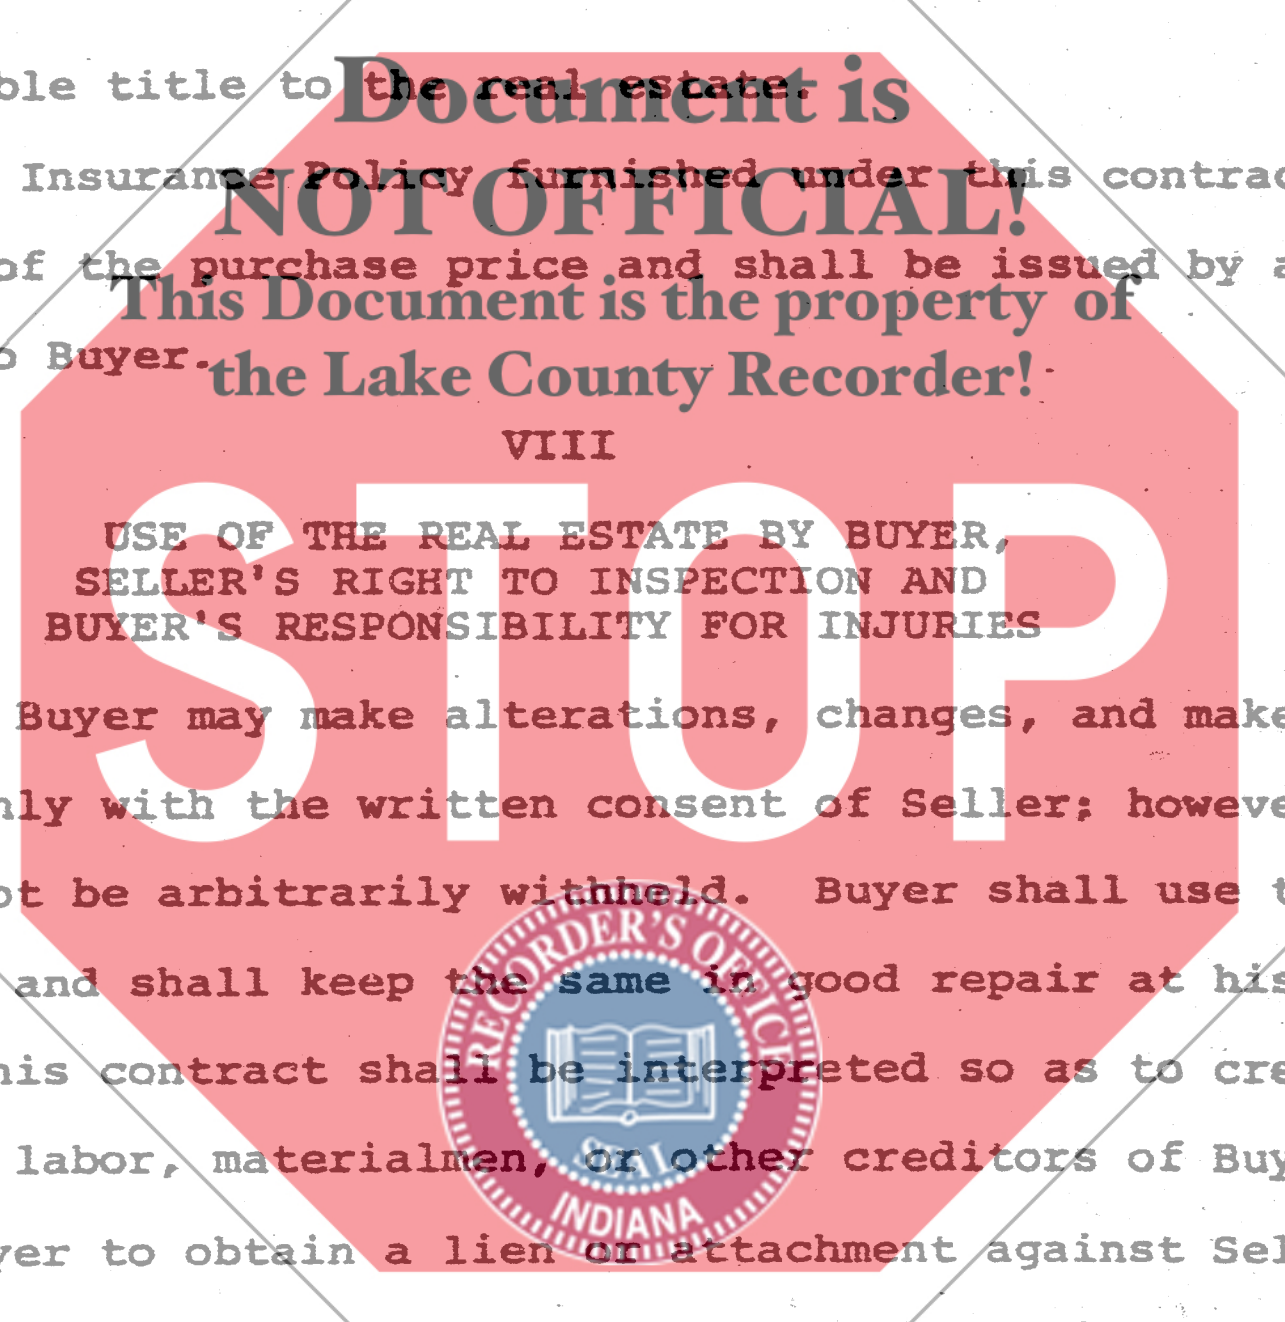 ble title to the real estate.
Document is
Insurance Policy furnished under this contrac
NOT OFFICIAL!
of the purchase price and shall be issued by a
This Document is the property of
o Buyer.
the Lake County Recorder!
VIII
STOP
USE OF THE REAL ESTATE BY BUYER,
SELLER'S RIGHT TO INSPECTION AND
BUYER'S RESPONSIBILITY FOR INJURIES
Buyer may make alterations, changes, and make
nly with the written consent of Seller; howeve
ot be arbitrarily withheld. Buyer shall use t
RECORDER'S OFFICE
and shall keep the same in good repair at his
his contract shall be interpreted so as to cre
labor, materialmen, or other creditors of Buy
SEAL
INDIANA
yer to obtain a lien or attachment against Sel